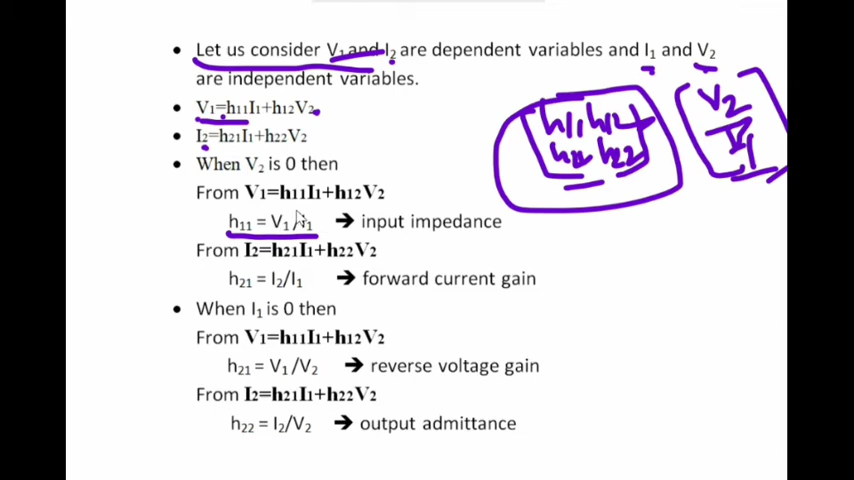 • Let us consider V₁ and I₂ are dependent variables and I₁ and V₂
are independent variables.
• V₁=h₁₁I₁+h₁₂V₂
• I₂=h₂₁I₁+h₂₂V₂
• When V₂ is 0 then
From V₁=h₁₁I₁+h₁₂V₂
h₁₁ = V₁/I₁ ➔ input impedance
From I₂=h₂₁I₁+h₂₂V₂
h₂₁ = I₂/I₁ ➔ forward current gain
• When I₁ is 0 then
From V₁=h₁₁I₁+h₁₂V₂
h₂₁ = V₁/V₂ ➔ reverse voltage gain
From I₂=h₂₁I₁+h₂₂V₂
h₂₂ = I₂/V₂ ➔ output admittance
h₁₁ h₁₂ V₂
h₂₂